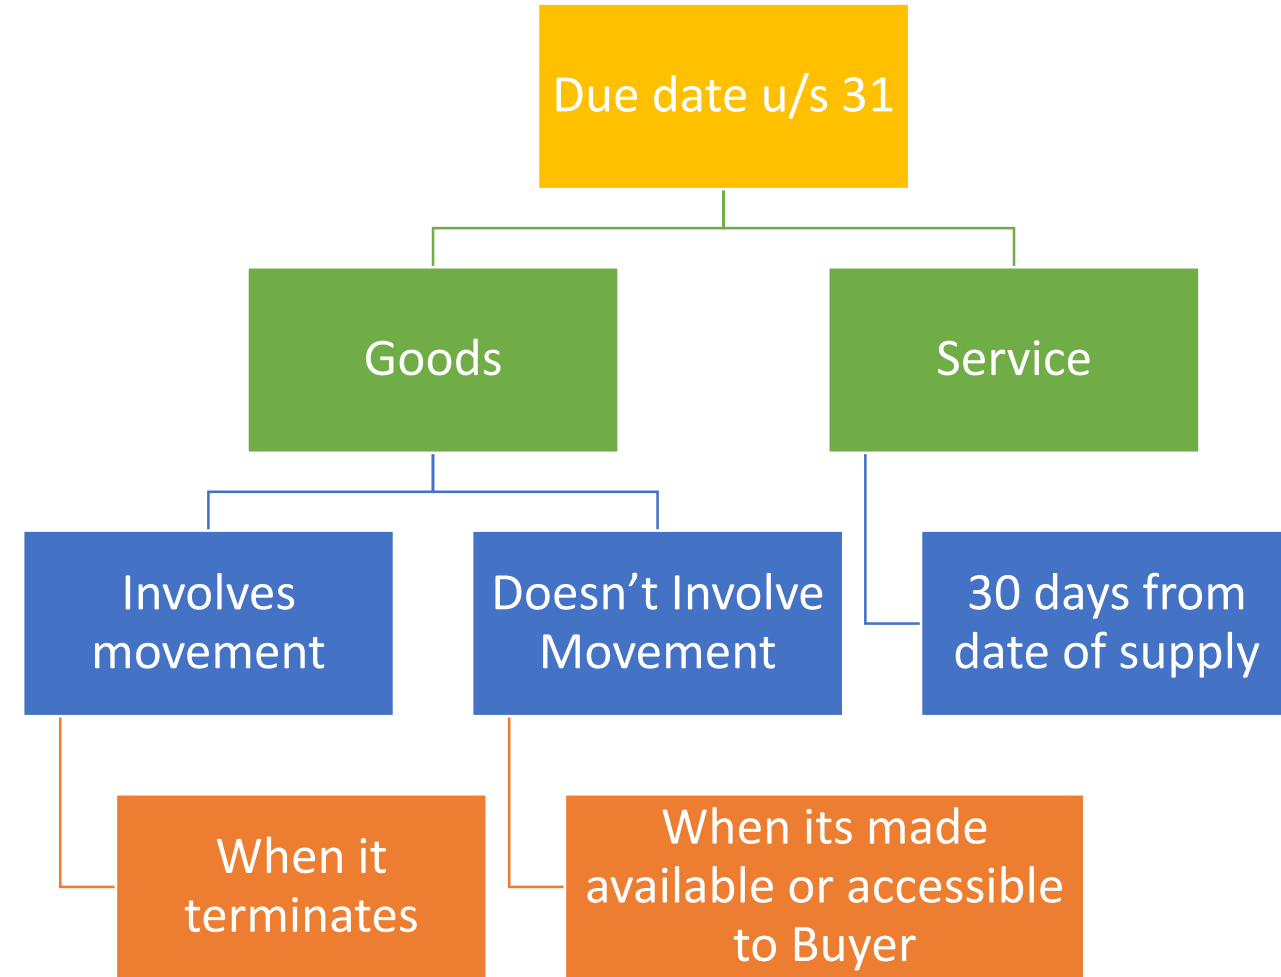 Due date u/s 31
Goods
Service
Involves
movement
Doesn’t Involve
Movement
30 days from
date of supply
When it
terminates
When its made
available or accessible
to Buyer